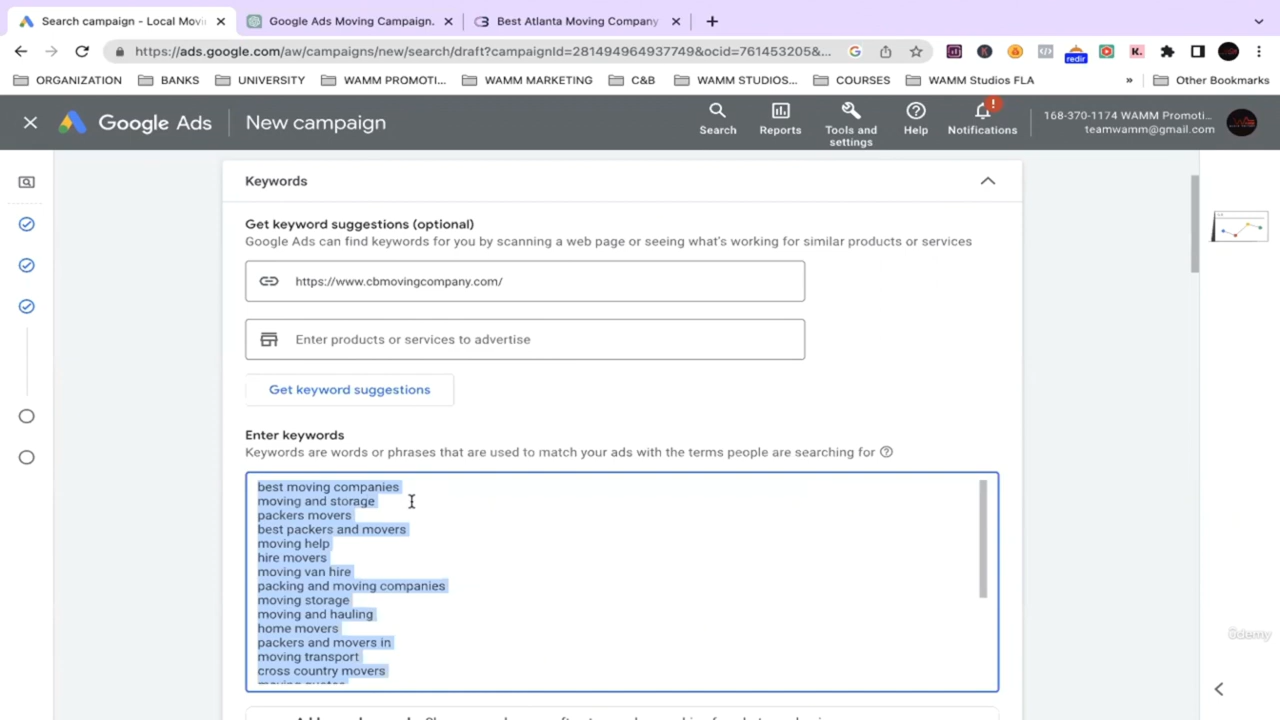 Search campaign - Local Movi
Google Ads Moving Campaign.
Best Atlanta Moving Company
https://ads.google.com/aw/campaigns/new/search/draft?campaignId=281494964937749&ocid=761453205&...
ORGANIZATION
BANKS
UNIVERSITY
WAMM PROMOTI...
WAMM MARKETING
C&B
WAMM STUDIOS...
COURSES
WAMM Studios FLA
Other Bookmarks
redir
Google Ads
New campaign
Search
Reports
Tools and
settings
Help
Notifications
168-370-1174 WAMM Promoti...
teamwamm@gmail.com
Keywords
Get keyword suggestions (optional)
Google Ads can find keywords for you by scanning a web page or seeing what's working for similar products or services
https://www.cbmovingcompany.com/
Enter products or services to advertise
Get keyword suggestions
Enter keywords
Keywords are words or phrases that are used to match your ads with the terms people are searching for
best moving companies
moving and storage
packers movers
best packers and movers
moving help
hire movers
moving van hire
packing and moving companies
moving storage
moving and hauling
home movers
packers and movers in
moving transport
cross country movers
moving quotes
ûdemy